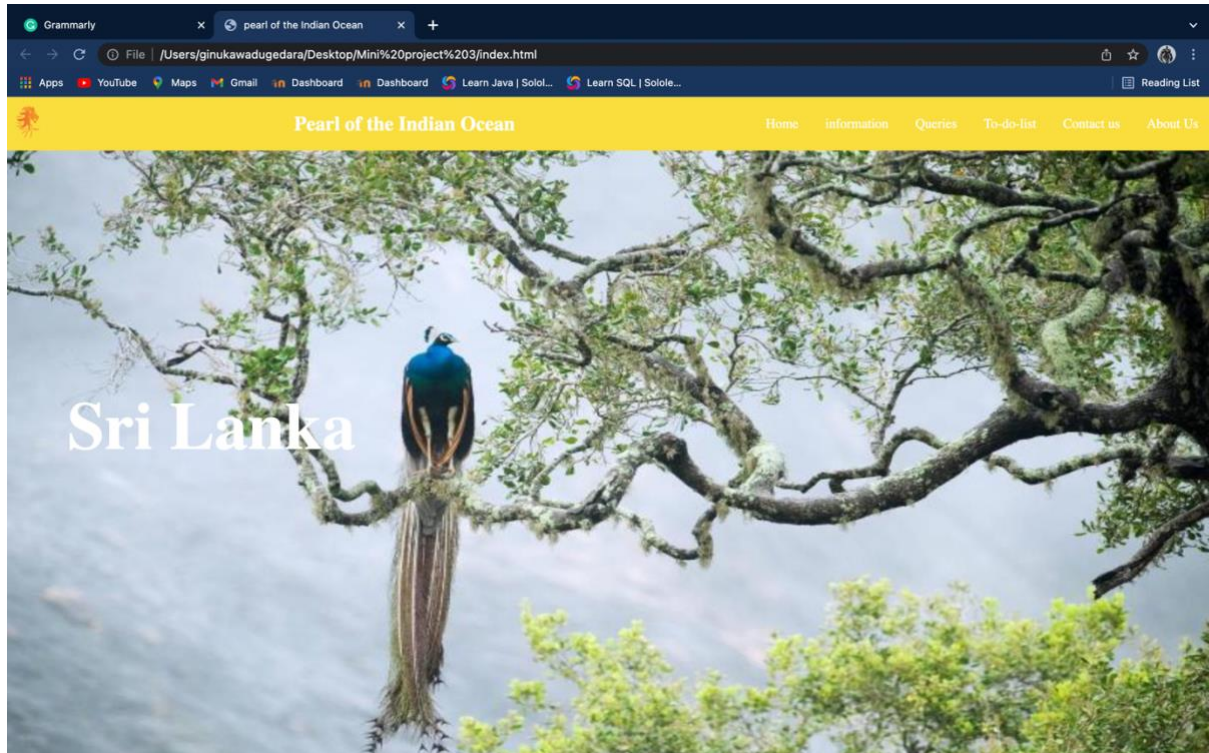 Grammarly
pearl of the Indian Ocean
File | /Users/ginukawadugedara/Desktop/Mini%20project%203/index.html
Apps YouTube Maps Gmail Dashboard Dashboard Learn Java | Solol... Learn SQL | Solole... Reading List
Pearl of the Indian Ocean Home information Queries To-do-list Contact us About Us
Sri Lanka